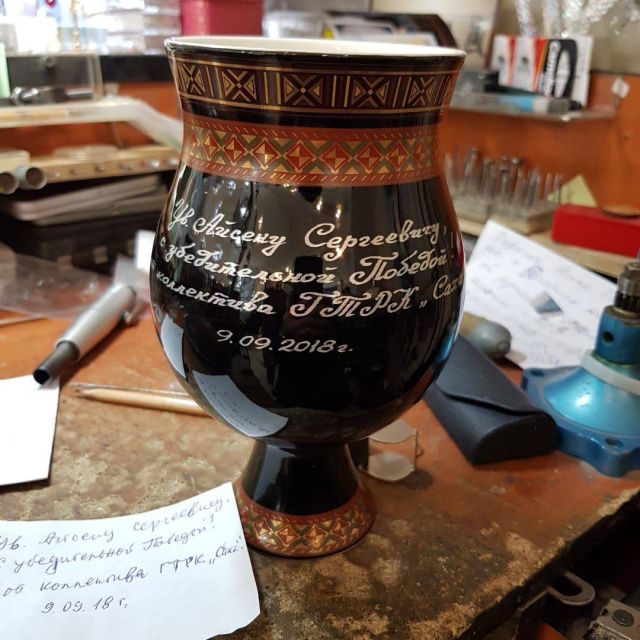 Ув. Айсену Сергеевичу,
с убедительной Победой
коллектива ГТРК „Саха
9.09.2018г.
Ув. Айсену Сергеевичу.
с убедительной Победой!
от коллектива ГТРК „Саха"
9.09.18 г.